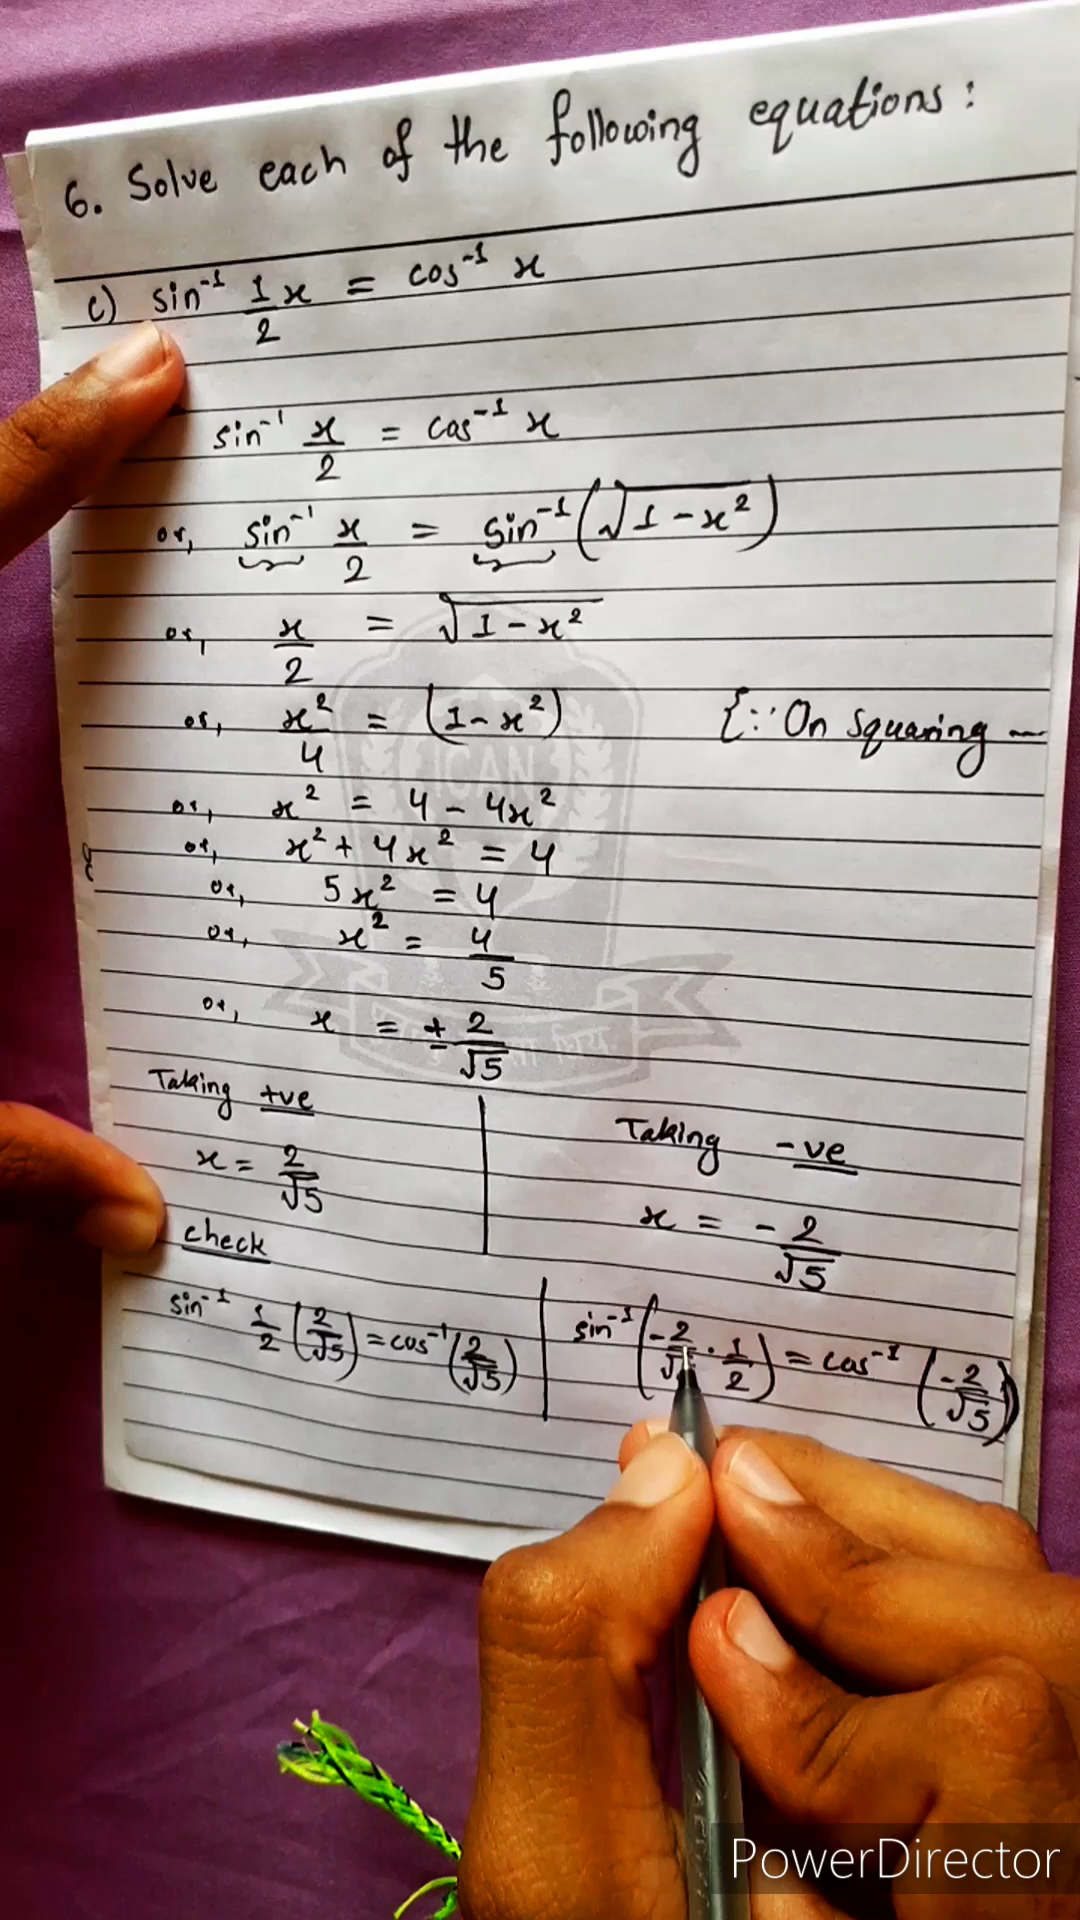 6. Solve each of the following equations:
c) sin⁻¹ 1/2 x = cos⁻¹ x
sin⁻¹ x/2 = cos⁻¹ x
or, sin⁻¹ x/2 = sin⁻¹ (√(1 - x²))
or, x/2 = √(1 - x²)
or, x²/4 = (1 - x²) {∵ On Squaring —
or, x² = 4 - 4x²
or, x² + 4x² = 4
or, 5x² = 4
or, x² = 4/5
or, x = ± 2/√5
Taking +ve
x = 2/√5
Taking -ve
x = - 2/√5
check
sin⁻¹ 1/2 (2/√5) = cos⁻¹ (2/√5)
sin⁻¹ (-2/√5 · 1/2) = cos⁻¹ (-2/√5)
ICAN
PowerDirector